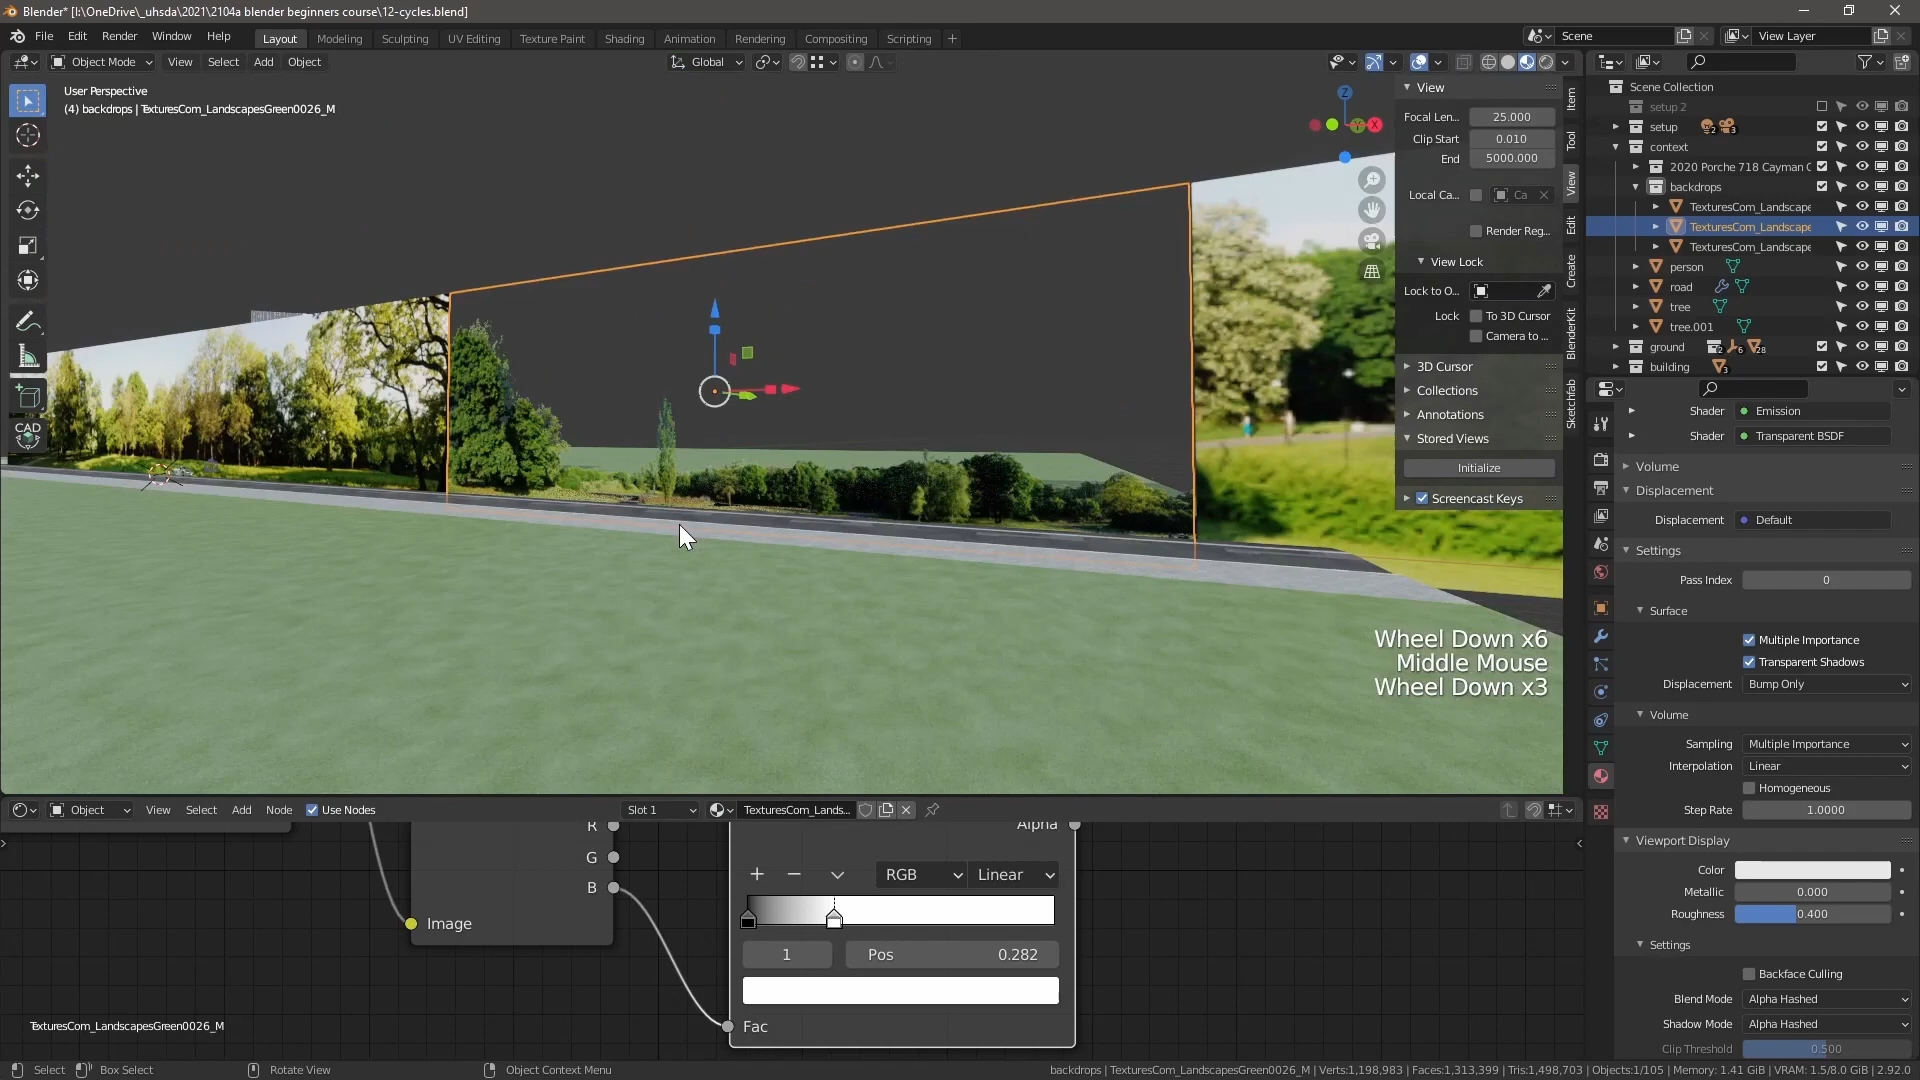 Blender* [I:\OneDrive\_uhsda\2021\2104a blender beginners course\12-cycles.blend]
File Edit Render Window Help
Layout Modeling Sculpting UV Editing Texture Paint Shading Animation Rendering Compositing Scripting
Scene View Layer
Object Mode View Select Add Object
Global
User Perspective
(4) backdrops | TexturesCom_LandscapesGreen0026_M
Z
X
View
Focal Len... 25.000
Clip Start 0.010
End 5000.000
Local Ca... Ca
Render Reg...
View Lock
Lock to O...
Lock To 3D Cursor
Camera to ...
3D Cursor
Collections
Annotations
Stored Views
Initialize
Screencast Keys
Item
Tool
View
Edit
Create
BlenderKit
Sketchfab
CAD
Wheel Down x6
Middle Mouse
Wheel Down x3
Scene Collection
setup 2
setup 2 3
context
2020 Porche 718 Cayman
backdrops
TexturesCom_Landscape
TexturesCom_Landscape
TexturesCom_Landscape
person
road
tree
tree.001
ground 2 6 28
building 3
Shader Emission
Shader Transparent BSDF
Volume
Displacement
Displacement Default
Settings
Pass Index 0
Surface
Multiple Importance
Transparent Shadows
Displacement Bump Only
Volume
Sampling Multiple Importance
Interpolation Linear
Homogeneous
Step Rate 1.0000
Viewport Display
Color
Metallic 0.000
Roughness 0.400
Settings
Backface Culling
Blend Mode Alpha Hashed
Shadow Mode Alpha Hashed
Clip Threshold 0.500
Object View Select Add Node Use Nodes Slot 1 TexturesCom_Lands...
R
G
B
Image
Alpha
RGB Linear
1 Pos 0.282
Fac
TexturesCom_LandscapesGreen0026_M
Select Box Select Rotate View Object Context Menu
backdrops | TexturesCom_LandscapesGreen0026_M | Verts:1,198,983 | Faces:1,313,399 | Tris:1,498,703 | Objects:1/105 | Memory: 1.41 GiB | VRAM: 1.5/8.0 GiB | 2.92.0